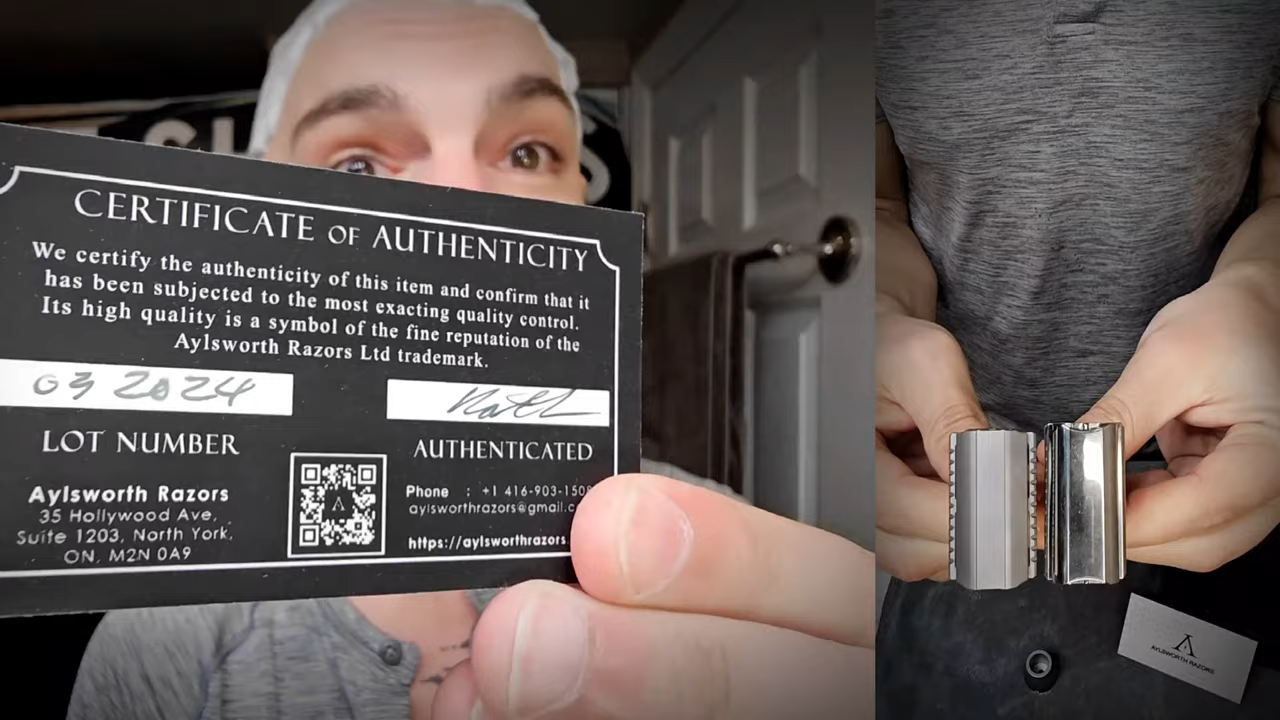 CERTIFICATE OF AUTHENTICITY
We certify the authenticity of this item and confirm that it
has been subjected to the most exacting quality control.
Its high quality is a symbol of the fine reputation of the
Aylsworth Razors Ltd trademark.
03 2024
LOT NUMBER
AUTHENTICATED
Aylsworth Razors
35 Hollywood Ave,
Suite 1203, North York,
ON, M2N 0A9
Phone : +1 416-903-150
aylsworthrazors@gmail.c
https://aylsworthrazors
A
AYLSWORTH RAZORS